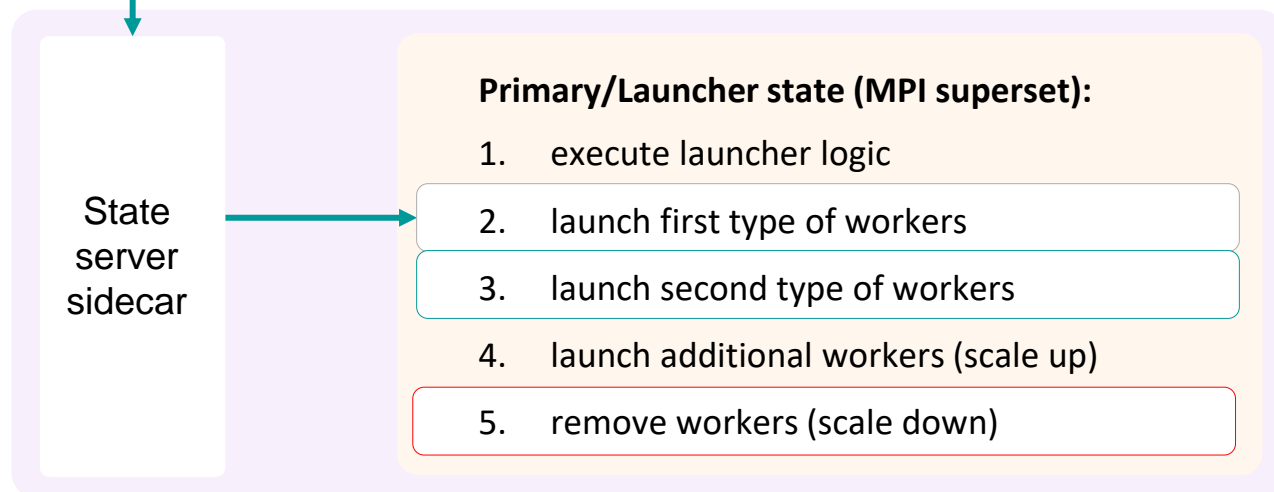 State
server
sidecar
Primary/Launcher state (MPI superset):
1. execute launcher logic
2. launch first type of workers
3. launch second type of workers
4. launch additional workers (scale up)
5. remove workers (scale down)